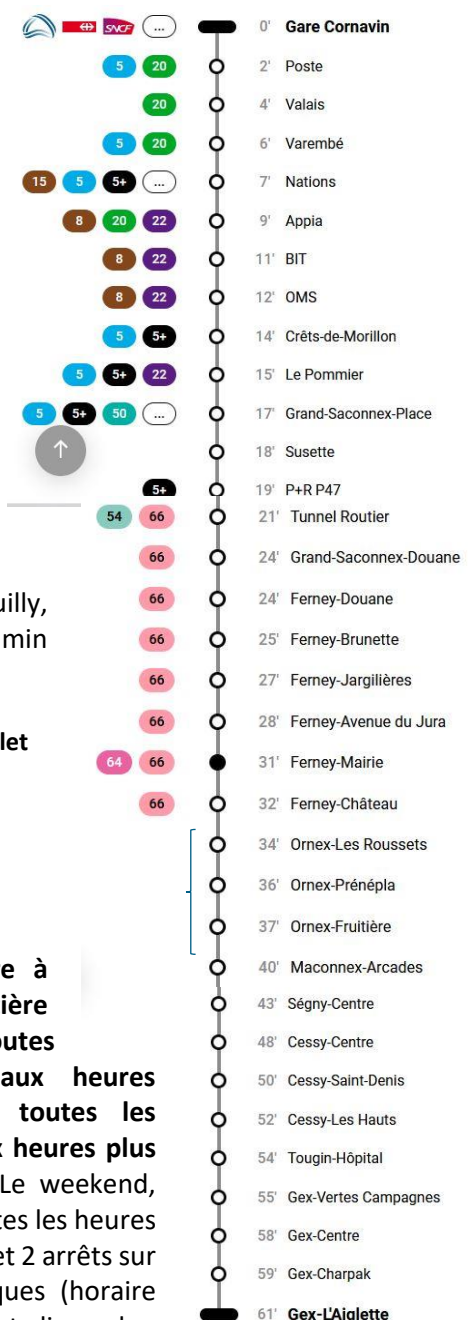 SNCF ... 0' Gare Cornavin
5 20 2' Poste
20 4' Valais
5 20 6' Varembé
15 5 5+ ... 7' Nations
8 20 22 9' Appia
8 22 11' BIT
8 22 12' OMS
5 5+ 14' Crêts-de-Morillon
5 5+ 22 15' Le Pommier
5 5+ 50 ... 17' Grand-Saconnex-Place
18' Susette
5+ 19' P+R P47
54 66 21' Tunnel Routier
66 24' Grand-Saconnex-Douane
66 24' Ferney-Douane
66 25' Ferney-Brunette
66 27' Ferney-Jargilières
66 28' Ferney-Avenue du Jura
64 66 31' Ferney-Mairie
66 32' Ferney-Château
34' Ornex-Les Roussets
36' Ornex-Prénépla
37' Ornex-Fruitière
40' Maconnex-Arcades
43' Ségny-Centre
48' Cessy-Centre
50' Cessy-Saint-Denis
52' Cessy-Les Hauts
54' Tougin-Hôpital
55' Gex-Vertes Campagnes
58' Gex-Centre
59' Gex-Charpak
61' Gex-L'Aiglette
uilly,
min
let
e à
ière
outes
aux heures
toutes les
x heures plus
Le weekend,
tes les heures
et 2 arrêts sur
ques (horaire